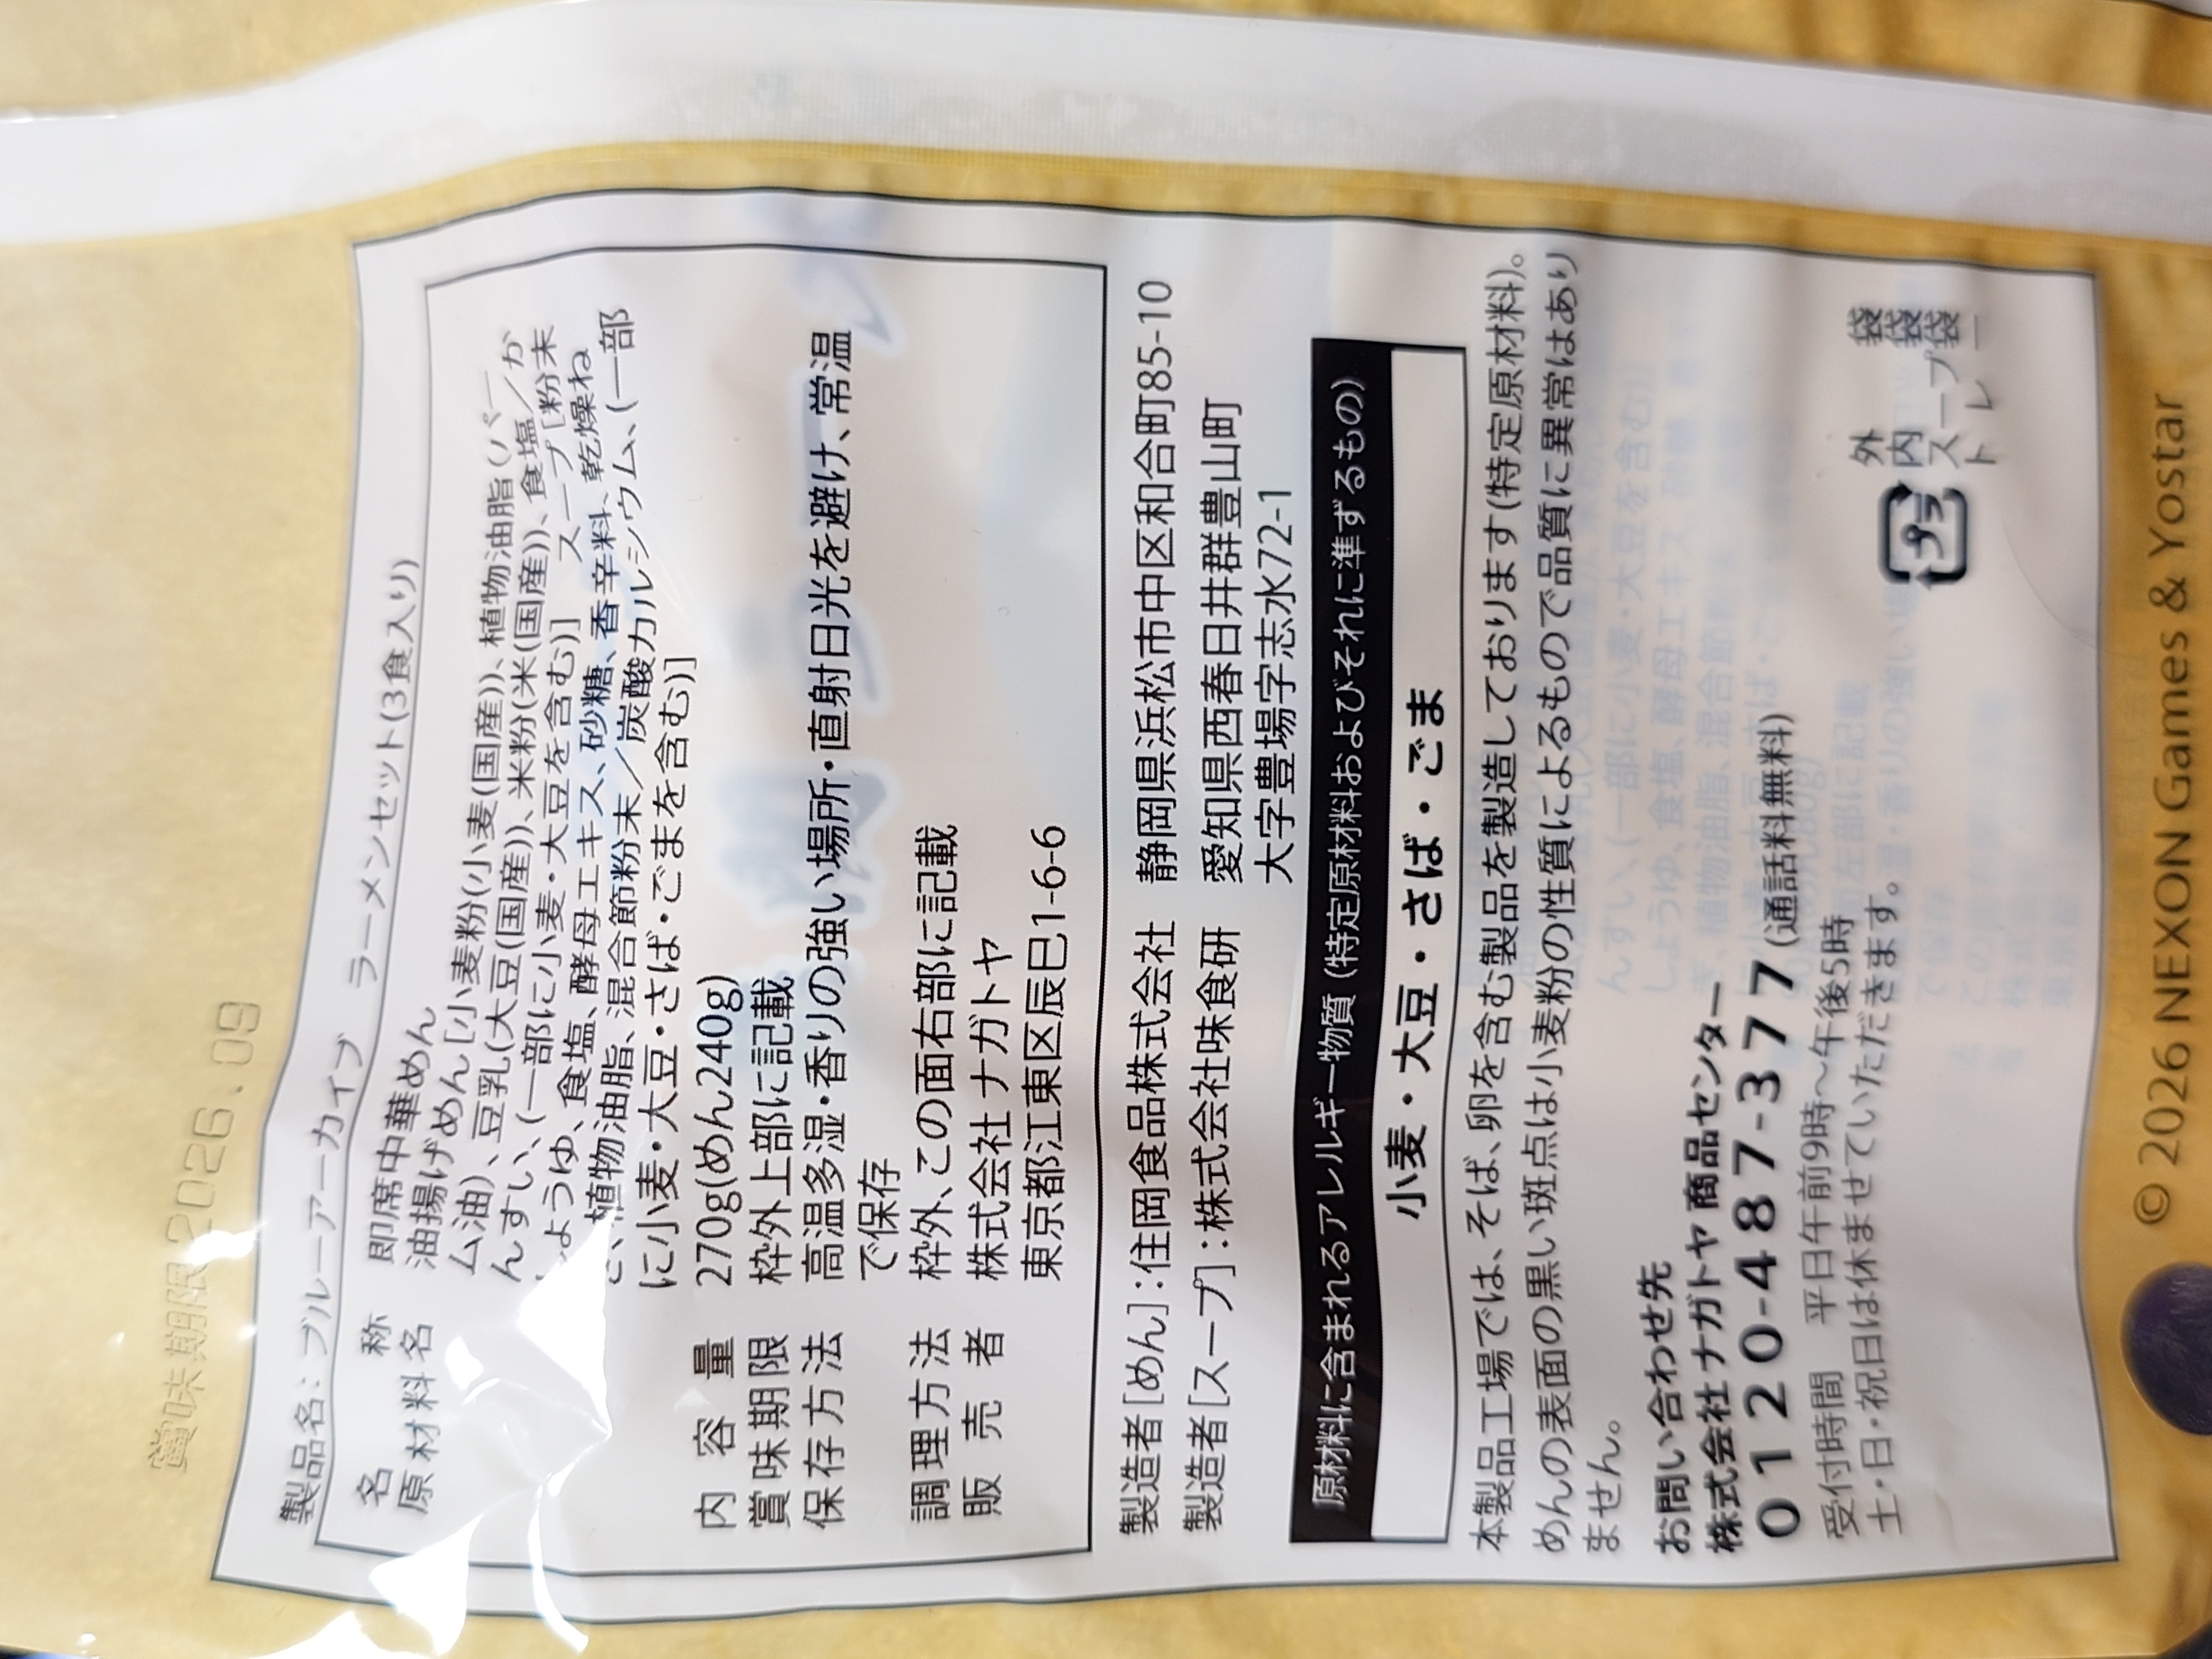 賞味期限2026.09
製品名：ブルーアーカイブ　ラーメンセット(3食入り)
名称　即席中華めん
原材料名　油揚げめん[小麦粉(小麦(国産))、植物油脂(パー
ム油)、豆乳(大豆(国産))、米粉(米(国産))、食塩／か
んすい、(一部に小麦・大豆を含む)]　スープ[粉末
しょうゆ、食塩、酵母エキス、砂糖、香辛料、乾燥ね
ぎ、植物油脂、混合節粉末／炭酸カルシウム、(一部
に小麦・大豆・さば・ごまを含む)]
内容量　270g(めん240g)
賞味期限　枠外上部に記載
保存方法　高温多湿・香りの強い場所・直射日光を避け、常温
で保存
調理方法　枠外、この面右部に記載
販売者　株式会社 ナガトヤ
東京都江東区辰巳1-6-6
製造者[めん]：住岡食品株式会社　静岡県浜松市中区和合町85-10
製造者[スープ]：株式会社味食研　愛知県西春日井群豊山町
大字豊場字志水72-1
原材料に含まれるアレルギー物質(特定原材料およびそれに準ずるもの)
小麦・大豆・さば・ごま
本製品工場では、そば、卵を含む製品を製造しております(特定原材料)。
めんの表面の黒い斑点は小麦粉の性質によるもので品質に異常はあり
ません。
お問い合わせ先
株式会社 ナガトヤ 商品センター
0120-487-377(通話料無料)
受付時間　平日午前9時～午後5時
土・日・祝日は休ませていただきます。
プラ
外袋
内袋
スープ袋
トレー
© 2026 NEXON Games & Yostar